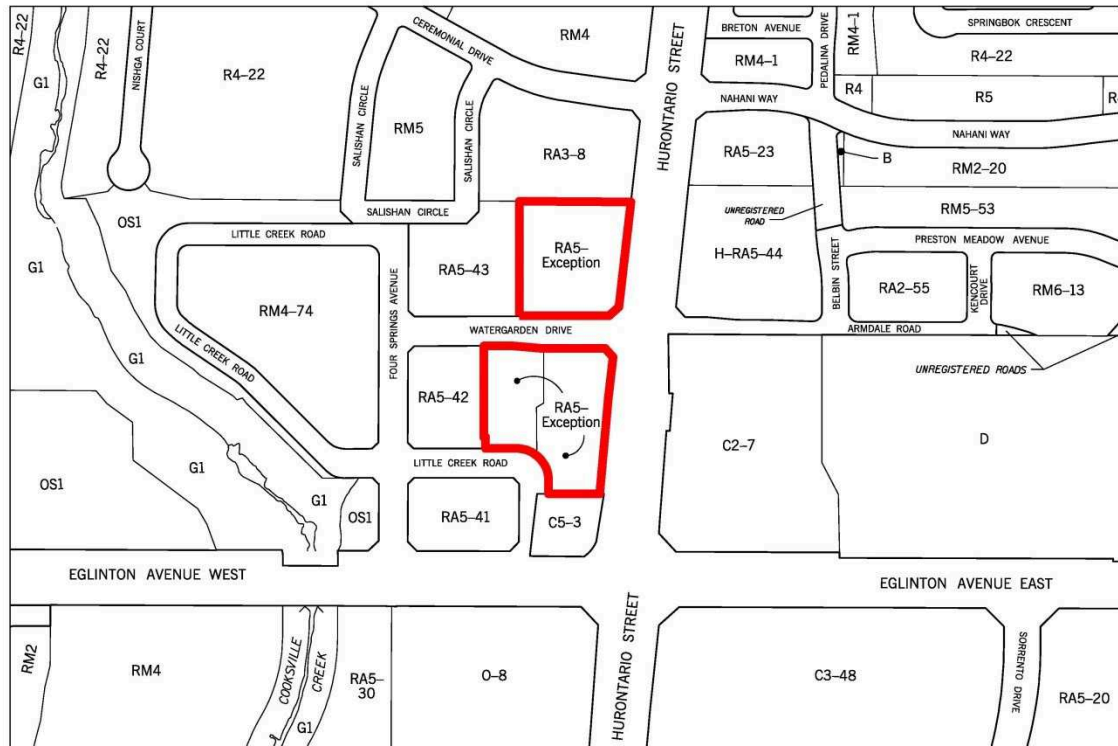 R4–22
G1
R4–22
NISHGA COURT
R4–22
CEREMONIAL DRIVE
RM4
HURONTARIO STREET
BRETON AVENUE
PEDALINA DRIVE
RM4–1
RM4–1
SPRINGBOK CRESCENT
R4–22
R4
R5
NAHANI WAY
NAHANI WAY
SALISHAN CIRCLE
RM5
SALISHAN CIRCLE
RA3–8
RA5–23
B
RM2–20
SALISHAN CIRCLE
OS1
LITTLE CREEK ROAD
RA5–
Exception
UNREGISTERED
ROAD
RM5–53
PRESTON MEADOW AVENUE
G1
RA5–43
H–RA5–44
BELBIN STREET
RA2–55
KENCOURT
DRIVE
RM6–13
RM4–74
FOUR SPRINGS AVENUE
WATERGARDEN DRIVE
ARMDALE ROAD
LITTLE CREEK ROAD
G1
UNREGISTERED ROADS
RA5–42
RA5–
Exception
C2–7
D
LITTLE CREEK ROAD
G1
OS1
G1
OS1
RA5–41
C5–3
EGLINTON AVENUE WEST
EGLINTON AVENUE EAST
RM2
RM4
COOKSVILLE
CREEK
G1
RA5–
30
O–8
HURONTARIO STREET
C3–48
SORRENTO DRIVE
RA5–20